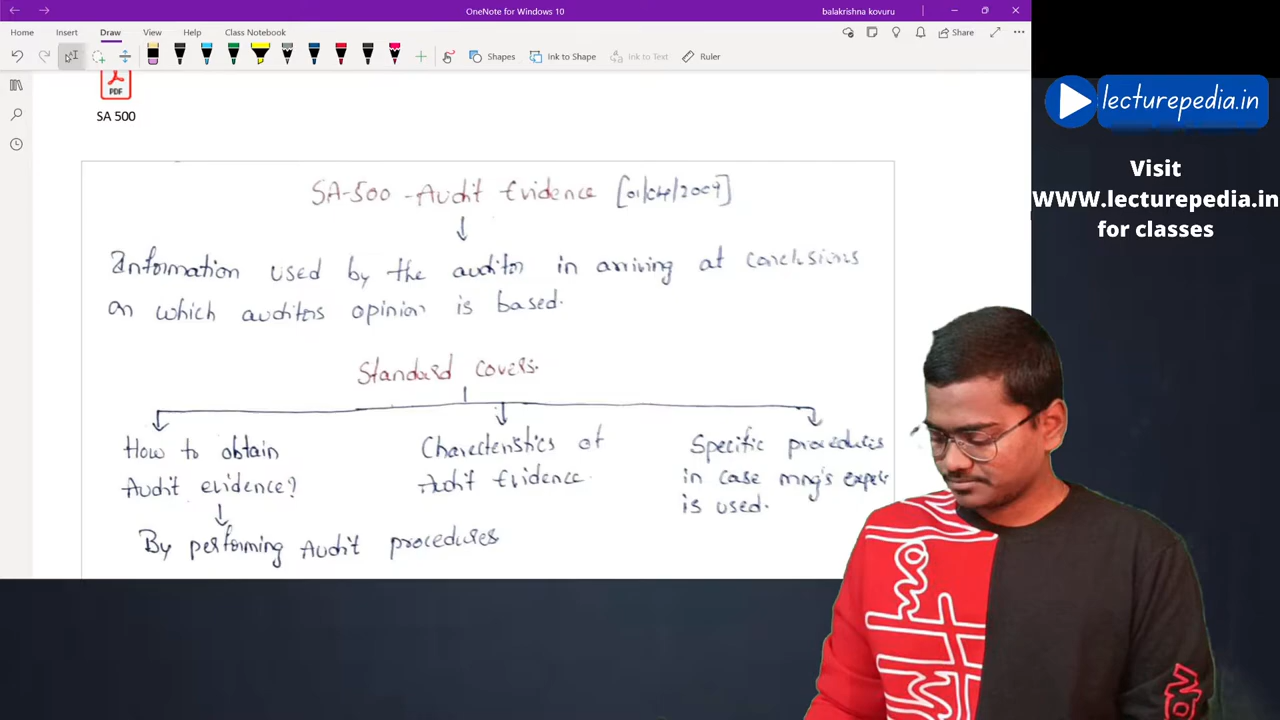 OneNote for Windows 10
balakrishna kovuru
Home Insert Draw View Help Class Notebook
Share
Shapes
Ink to Shape
Ink to Text
Ruler
PDF
SA 500
SA-500 - Audit Evidence [01/04/2009]
Information used by the auditor in arriving at conclusions
on which auditors opinion is based.
Standard covers.
How to obtain
Audit evidence?
By performing Audit procedures
Characteristics of
Audit Evidence.
Specific procedures
in case mng's expert
is used.
lecturepedia.in
Visit
WWW.lecturepedia.in
for classes